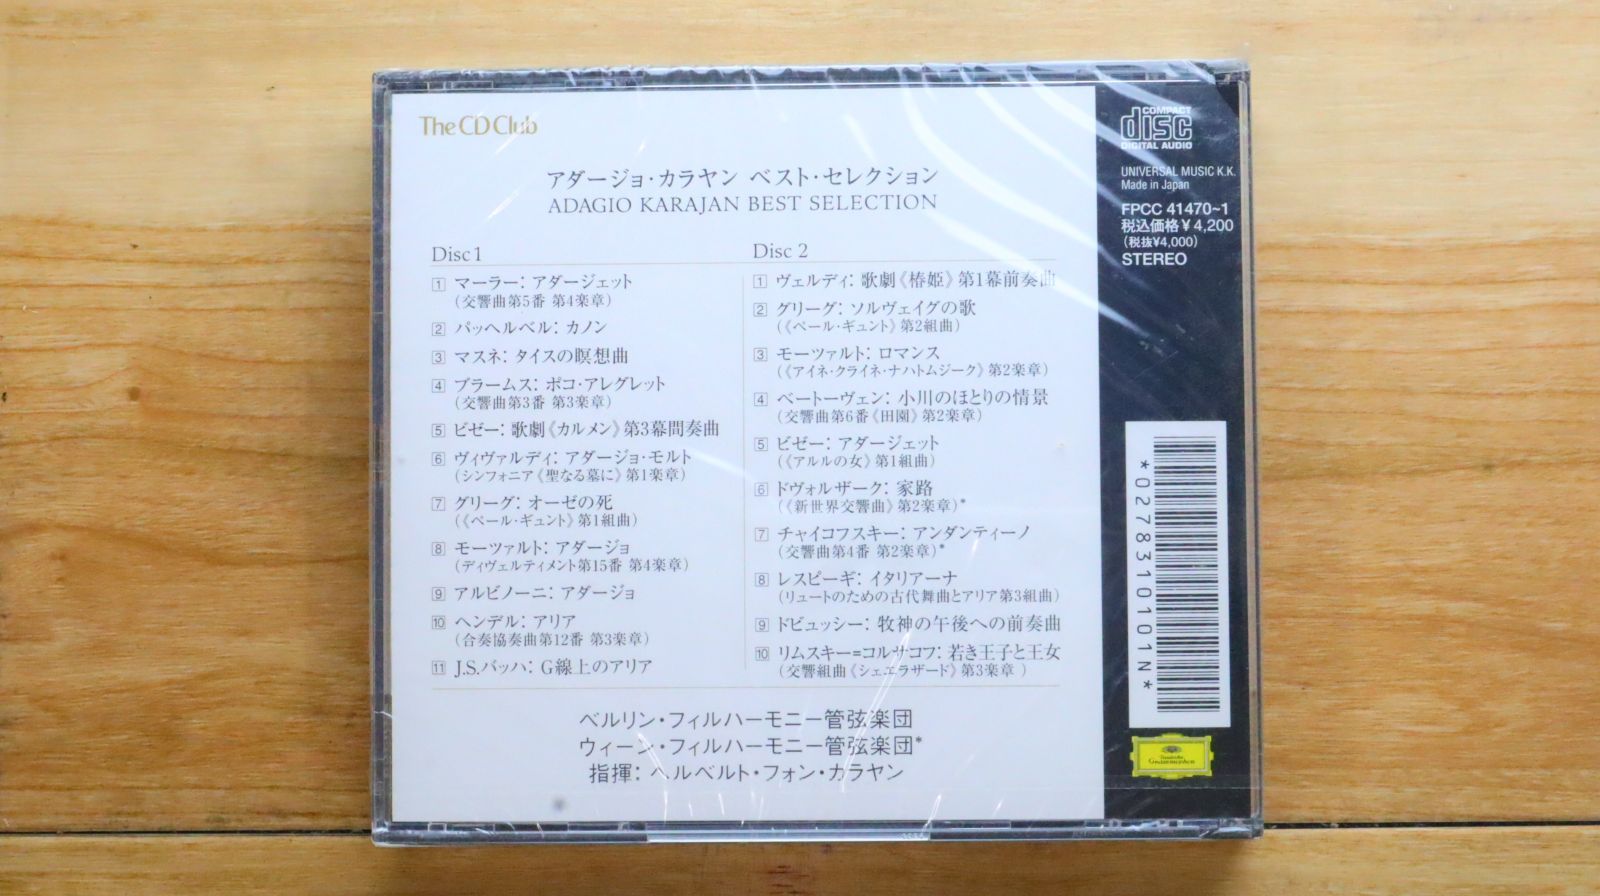 The CD Club
アダージョ・カラヤン ベスト・セレクション
ADAGIO KARAJAN BEST SELECTION
Disc 1
1 マーラー: アダージェット
(交響曲第5番 第4楽章)
2 パッヘルベル: カノン
3 マスネ: タイスの瞑想曲
4 ブラームス: ポコ・アレグレット
(交響曲第3番 第3楽章)
5 ビゼー: 歌劇《カルメン》第3幕間奏曲
6 ヴィヴァルディ: アダージョ・モルト
(シンフォニア《聖なる墓に》第1楽章)
7 グリーグ: オーゼの死
(《ペール・ギュント》第1組曲)
8 モーツァルト: アダージョ
(ディヴェルティメント第15番 第4楽章)
9 アルビノーニ: アダージョ
10 ヘンデル: アリア
(合奏協奏曲第12番 第3楽章)
11 J.S.バッハ: G線上のアリア
Disc 2
1 ヴェルディ: 歌劇《椿姫》第1幕前奏曲
2 グリーグ: ソルヴェイグの歌
(《ペール・ギュント》第2組曲)
3 モーツァルト: ロマンス
(《アイネ・クライネ・ナハトムジーク》第2楽章)
4 ベートーヴェン: 小川のほとりの情景
(交響曲第6番《田園》第2楽章)
5 ビゼー: アダージェット
(《アルルの女》第1組曲)
6 ドヴォルザーク: 家路
(《新世界交響曲》第2楽章)*
7 チャイコフスキー: アンダンティーノ
(交響曲第4番 第2楽章)*
8 レスピーギ: イタリアーナ
(リュートのための古代舞曲とアリア第3組曲)
9 ドビュッシー: 牧神の午後への前奏曲
10 リムスキー=コルサコフ: 若き王子と王女
(交響組曲《シェエラザード》第3楽章)
ベルリン・フィルハーモニー管弦楽団
ウィーン・フィルハーモニー管弦楽団*
指揮: ヘルベルト・フォン・カラヤン
COMPACT
disc
DIGITAL AUDIO
UNIVERSAL MUSIC K.K.
Made in Japan
FPCC 41470~1
税込価格¥4,200
(税抜¥4,000)
STEREO
*0278310101N*
Deutsche
Grammophon